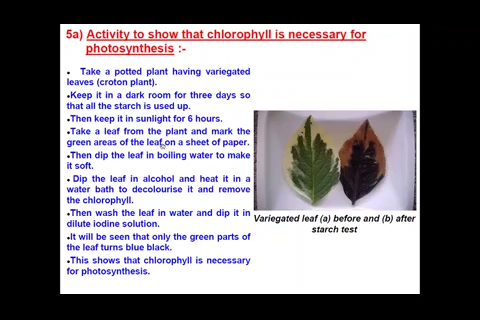 5a) Activity to show that chlorophyll is necessary for
photosynthesis :-
• Take a potted plant having variegated
leaves (croton plant).
•Keep it in a dark room for three days so
that all the starch is used up.
•Then keep it in sunlight for 6 hours.
•Take a leaf from the plant and mark the
green areas of the leaf on a sheet of paper.
•Then dip the leaf in boiling water to make
it soft.
• Dip the leaf in alcohol and heat it in a
water bath to decolourise it and remove
the chlorophyll.
•Then wash the leaf in water and dip it in
dilute iodine solution.
•It will be seen that only the green parts of
the leaf turns blue black.
•This shows that chlorophyll is necessary
for photosynthesis.
Variegated leaf (a) before and (b) after
starch test